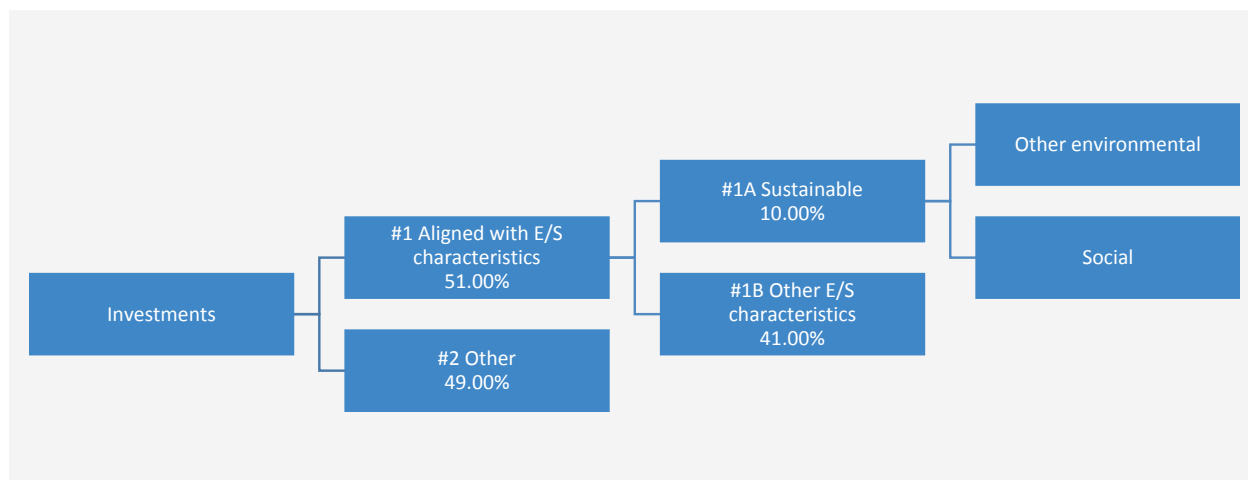 Investments
#1 Aligned with E/S
characteristics
51.00%
#2 Other
49.00%
#1A Sustainable
10.00%
#1B Other E/S
characteristics
41.00%
Other environmental
Social